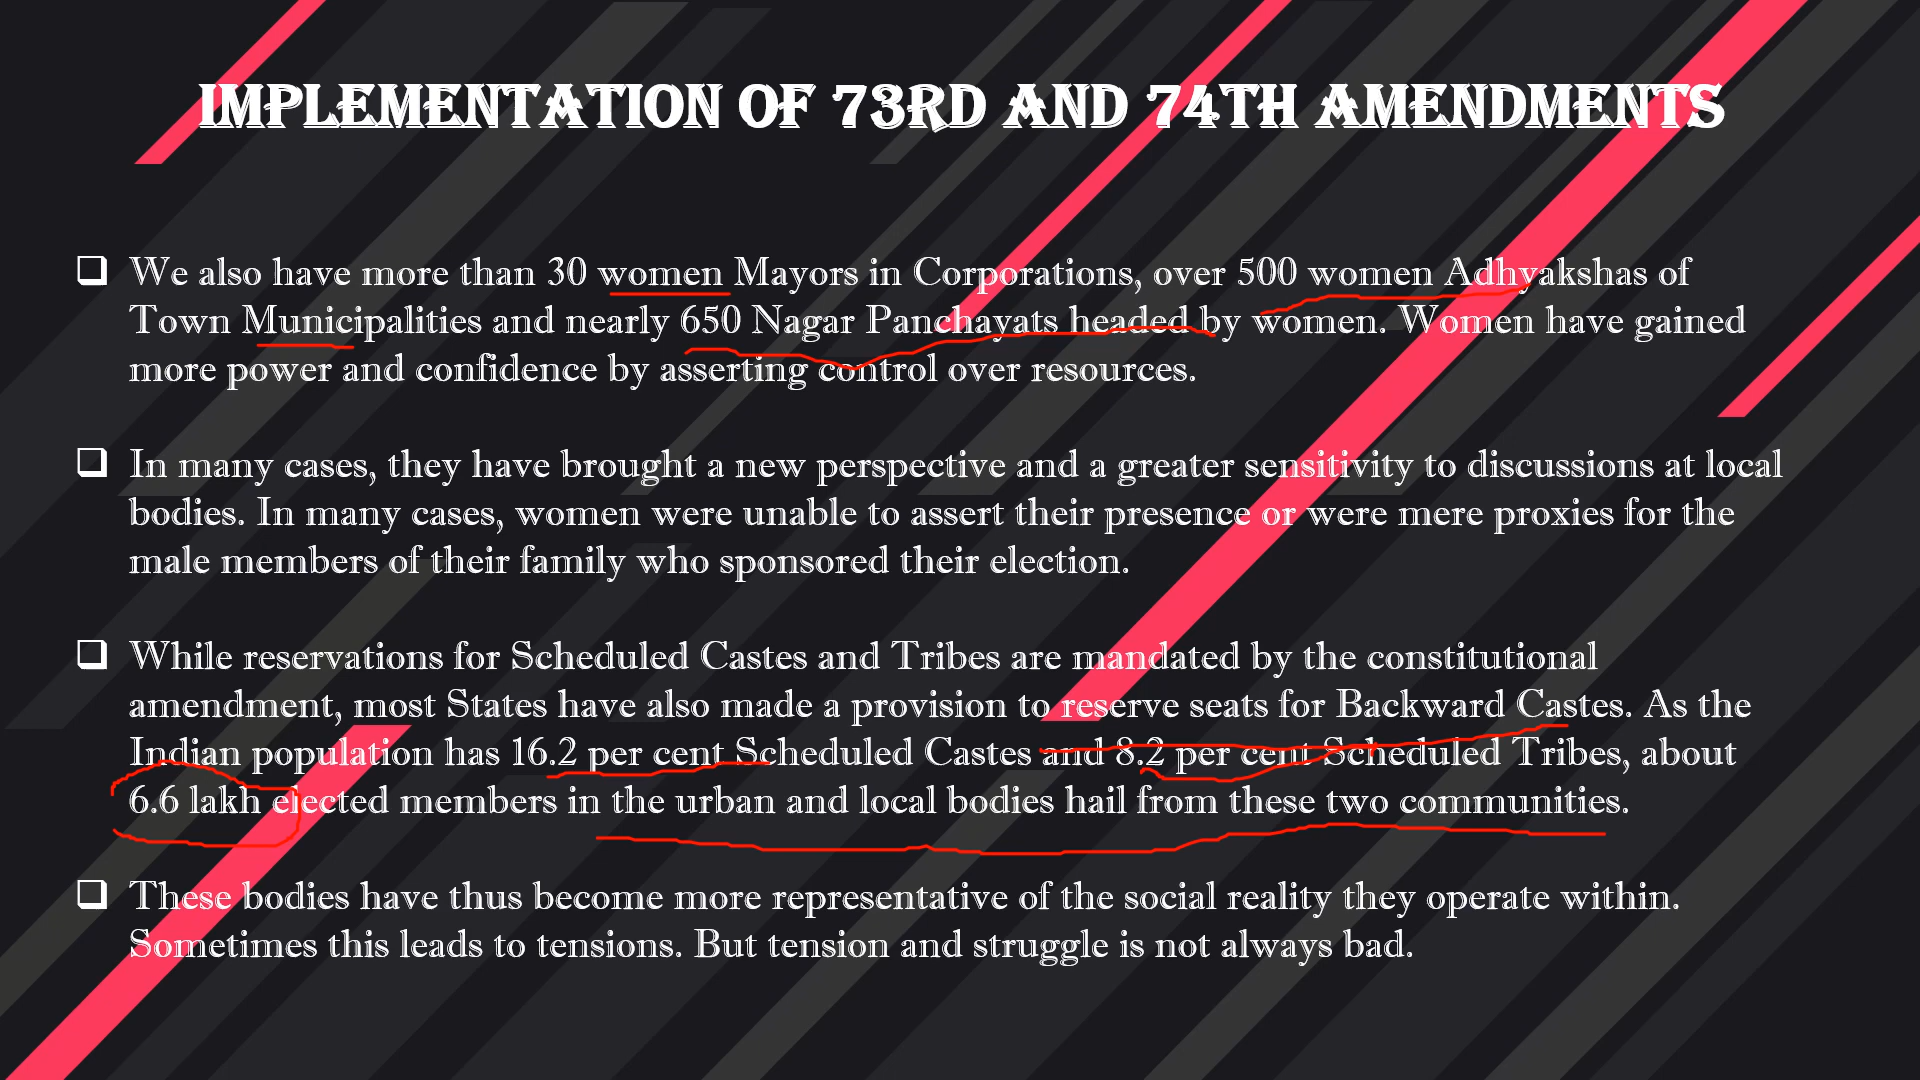 IMPLEMENTATION OF 73RD AND 74TH AMENDMENTS
We also have more than 30 women Mayors in Corporations, over 500 women Adhyakshas of
Town Municipalities and nearly 650 Nagar Panchayats headed by women. Women have gained
more power and confidence by asserting control over resources.
In many cases, they have brought a new perspective and a greater sensitivity to discussions at local
bodies. In many cases, women were unable to assert their presence or were mere proxies for the
male members of their family who sponsored their election.
While reservations for Scheduled Castes and Tribes are mandated by the constitutional
amendment, most States have also made a provision to reserve seats for Backward Castes. As the
Indian population has 16.2 per cent Scheduled Castes and 8.2 per cent Scheduled Tribes, about
6.6 lakh elected members in the urban and local bodies hail from these two communities.
These bodies have thus become more representative of the social reality they operate within.
Sometimes this leads to tensions. But tension and struggle is not always bad.